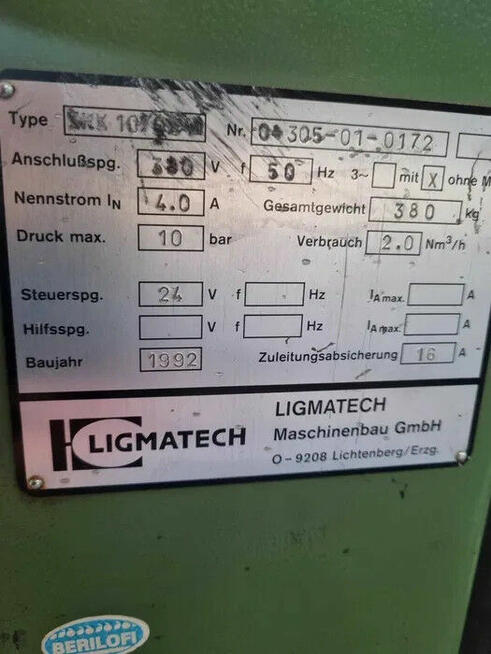 Type Nr. 04305-01-0172
Anschlußspg. 380 V f 50 Hz 3~ mit X ohne M
Nennstrom IN 4.0 A Gesamtgewicht 380 kg
Druck max. 10 bar Verbrauch 2.0 Nm³/h
Steuerspg. 24 V f Hz IA max. A
Hilfsspg. V f Hz IA max. A
Baujahr 1992 Zuleitungsabsicherung 16 A
LIGMATECH
LIGMATECH
Maschinenbau GmbH
O-9208 Lichtenberg/Erzg.
BERILOFI